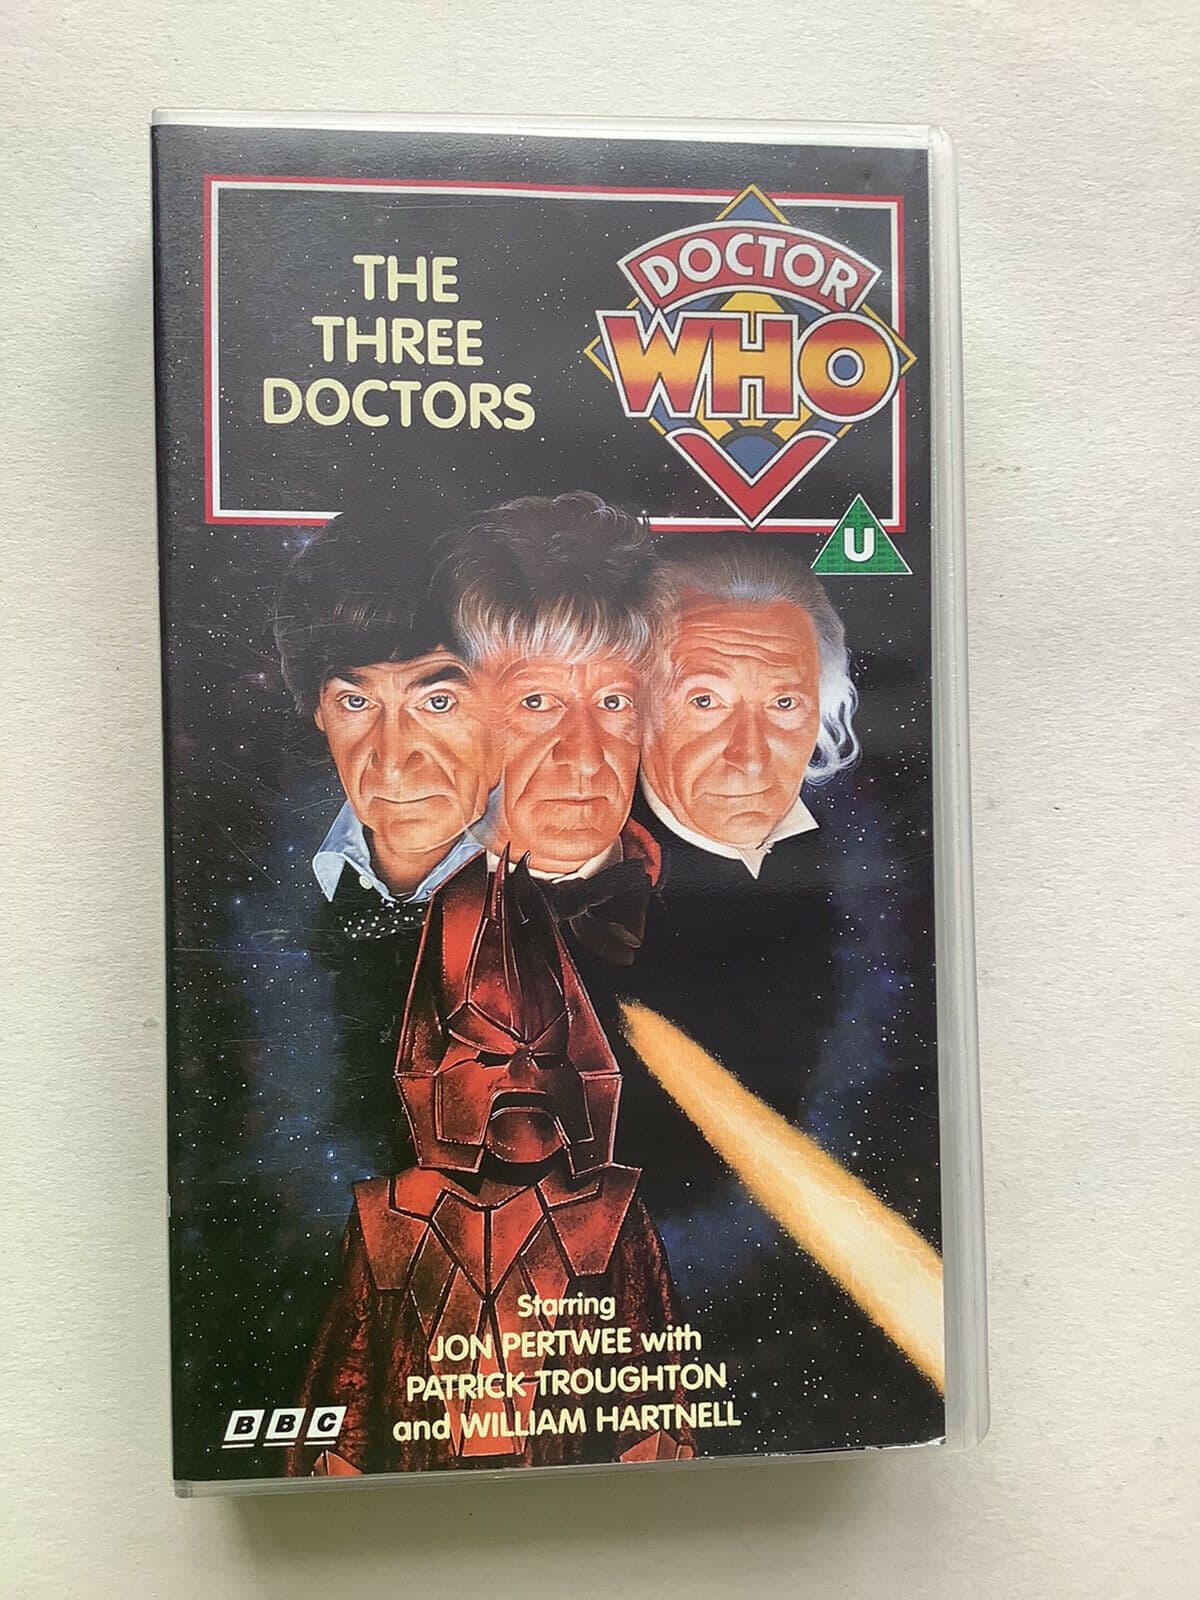 THE
THREE
DOCTORS
DOCTOR
WHO
U
Starring
JON PERTWEE with
PATRICK TROUGHTON
and WILLIAM HARTNELL
BBC